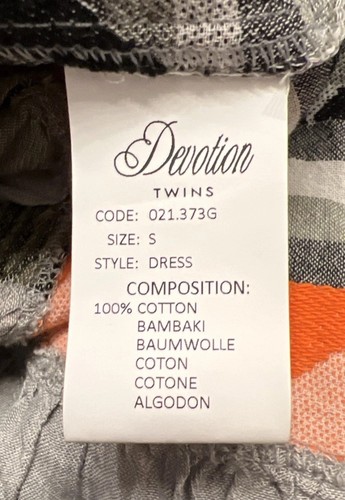 Devotion
TWINS
CODE: 021.373G
SIZE: S
STYLE: DRESS
COMPOSITION:
100% COTTON
BAMBAKI
BAUMWOLLE
COTON
COTONE
ALGODON